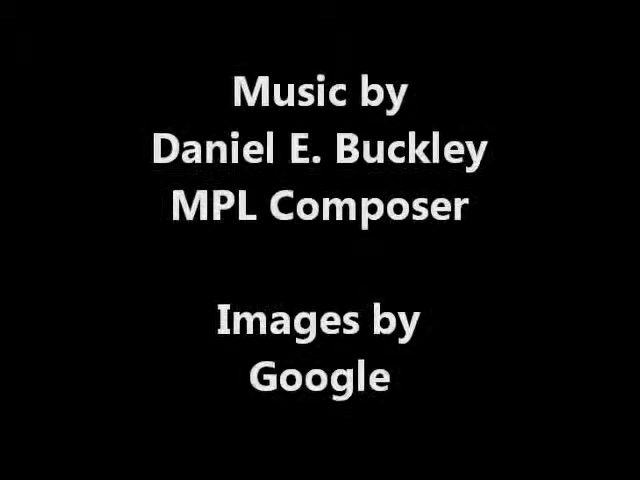 Music by
Daniel E. Buckley
MPL Composer
Images by
Google